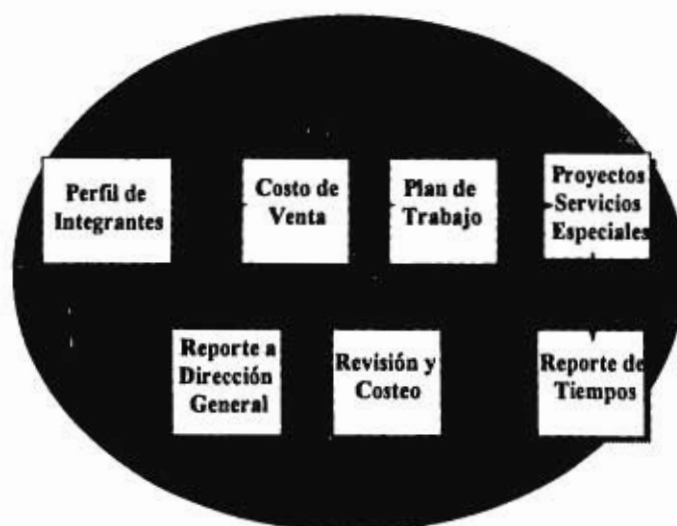 Perfil de
Integrantes
Costo de
Venta
Plan de
Trabajo
Proyectos
Servicios
Especiales
Reporte a
Dirección
General
Revisión y
Costeo
Reporte de
Tiempos